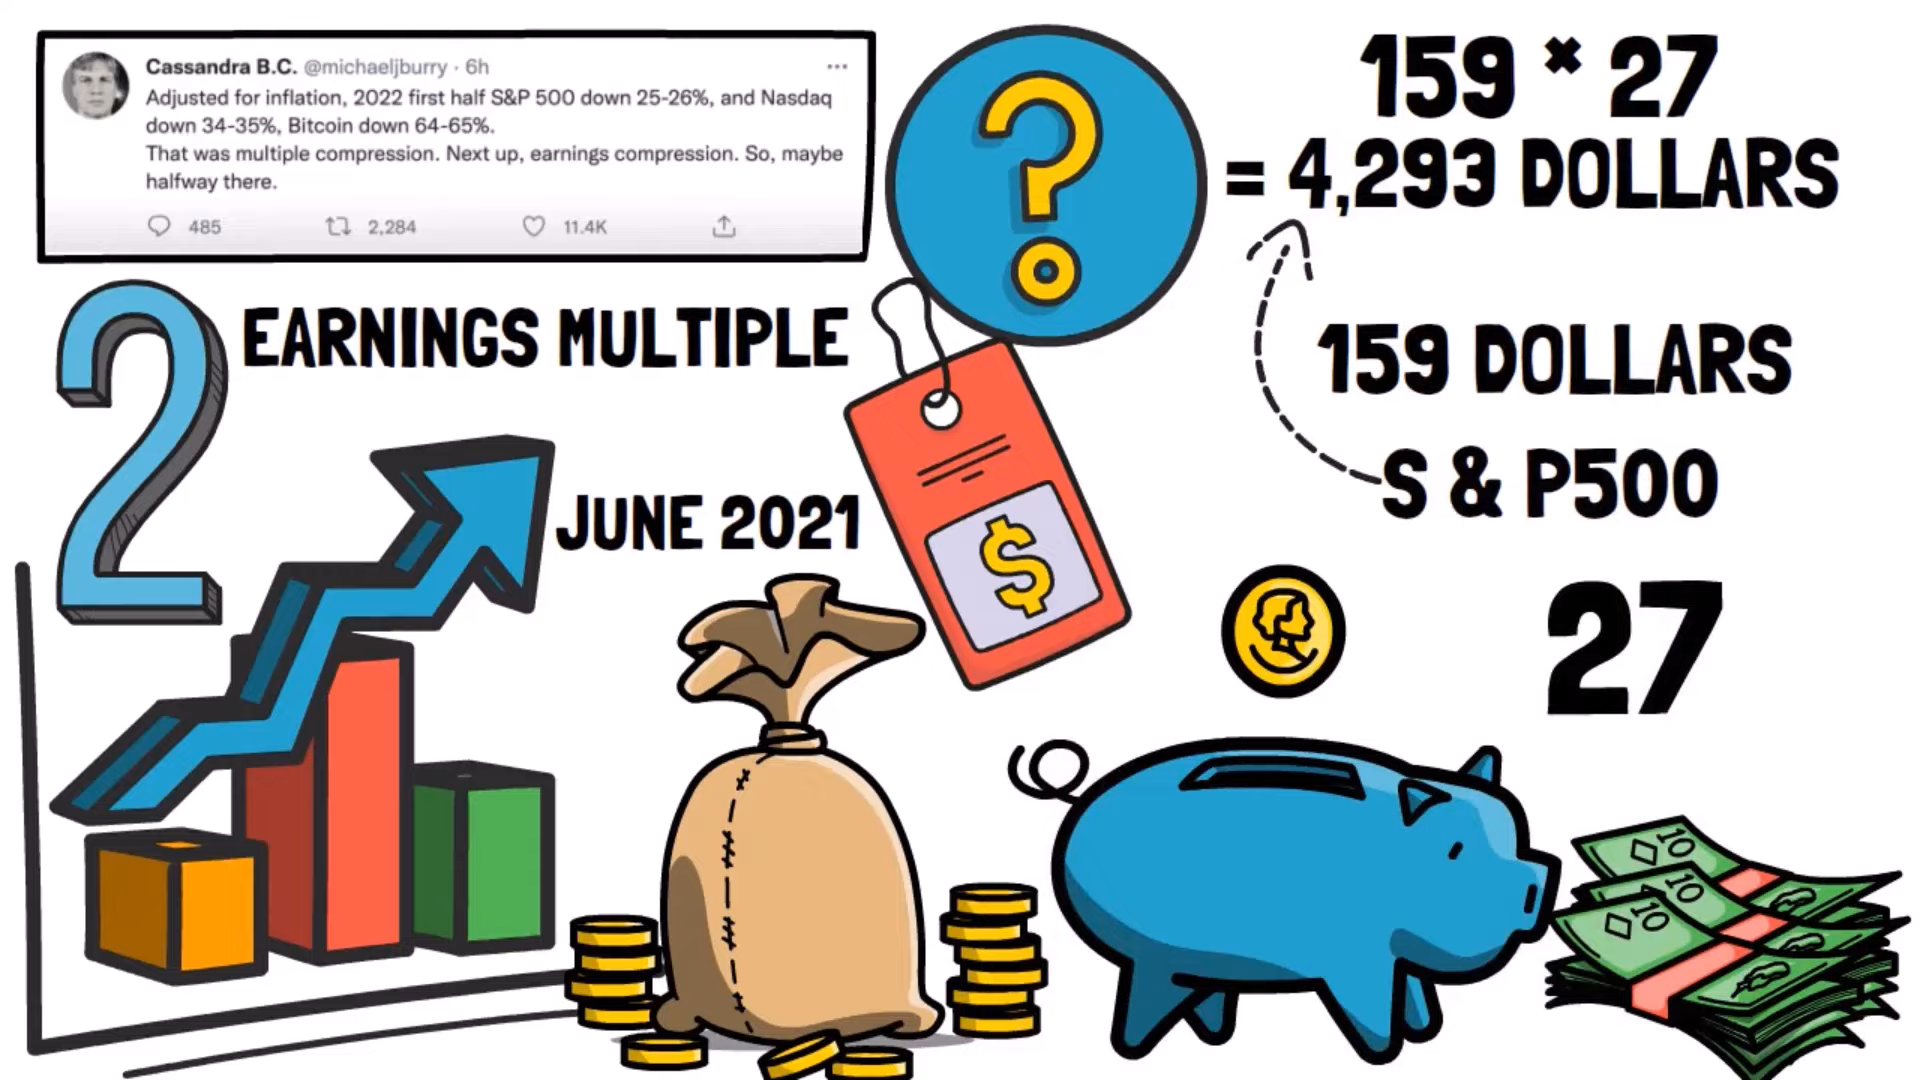 Cassandra B.C. @michaeljburry · 6h
Adjusted for inflation, 2022 first half S&P 500 down 25-26%, and Nasdaq
down 34-35%, Bitcoin down 64-65%.
That was multiple compression. Next up, earnings compression. So, maybe
halfway there.
485 2,284 11.4K
?
159 × 27
= 4,293 DOLLARS
2 EARNINGS MULTIPLE
159 DOLLARS
S & P500
JUNE 2021
$
27
10
10
10